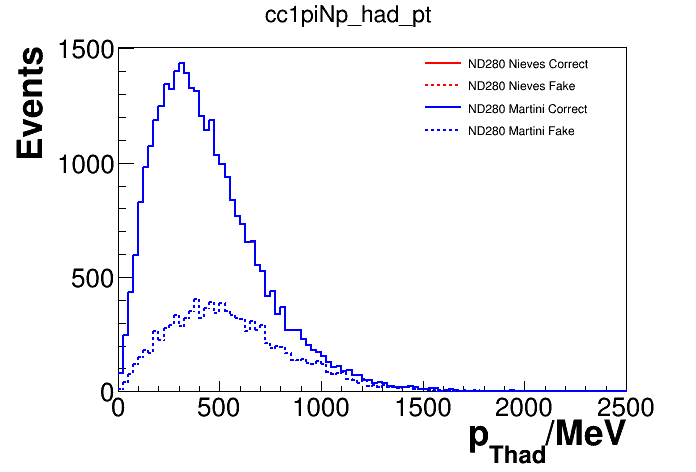 cc1piNp_had_pt
Events
1500
1000
500
0
ND280 Nieves Correct
ND280 Nieves Fake
ND280 Martini Correct
ND280 Martini Fake
0 500 1000 1500 2000 2500
pThad/MeV